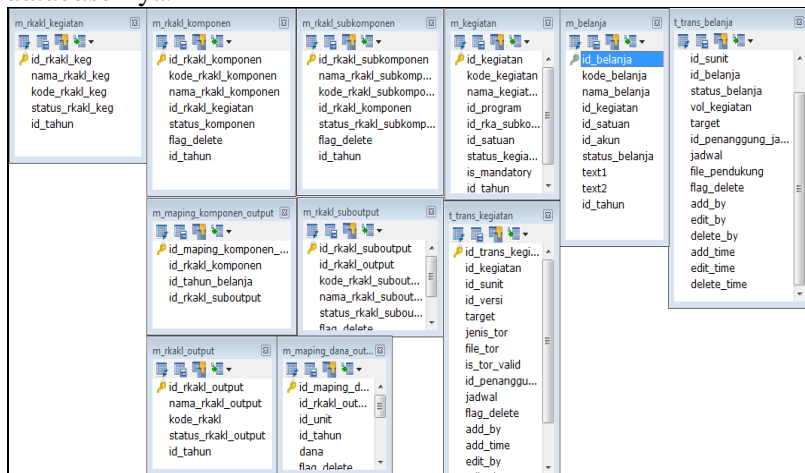 m_rkakl_kegiatan
id_rkakl_keg
nama_rkakl_keg
kode_rkakl_keg
status_rkakl_keg
id_tahun
m_rkakl_komponen
id_rkakl_komponen
kode_rkakl_komponen
nama_rkakl_komponen
id_rkakl_kegiatan
status_komponen
flag_delete
id_tahun
m_rkakl_subkomponen
id_rkakl_subkomponen
nama_rkakl_subkomp...
kode_rkakl_subkompo...
id_rkakl_komponen
status_rkakl_subkomp...
flag_delete
id_tahun
m_kegiatan
id_kegiatan
kode_kegiatan
nama_kegiat...
id_program
id_rka_subko...
id_satuan
status_kegia...
is_mandatory
id_tahun
m_belanja
id_belanja
kode_belanja
nama_belanja
id_kegiatan
id_satuan
id_akun
status_belanja
text1
text2
id_tahun
t_trans_belanja
id_sunit
id_belanja
status_belanja
vol_kegiatan
target
id_penanggung_ja...
jadwal
file_pendukung
flag_delete
add_by
edit_by
delete_by
add_time
edit_time
delete_time
m_maping_komponen_output
id_maping_komponen_...
id_rkakl_komponen
id_tahun_belanja
id_rkakl_suboutput
m_rkakl_suboutput
id_rkakl_suboutput
id_rkakl_output
kode_rkakl_subout...
nama_rkakl_subout...
status_rkakl_subou...
flag_delete
t_trans_kegiatan
id_trans_kegi...
id_kegiatan
id_sunit
id_versi
target
jenis_tor
file_tor
is_tor_valid
id_penanggu...
jadwal
flag_delete
add_by
add_time
edit_by
m_rkakl_output
id_rkakl_output
nama_rkakl_output
kode_rkakl
status_rkakl_output
id_tahun
m_maping_dana_out...
id_maping_d...
id_rkakl_out...
id_unit
id_tahun
dana
flag_delete